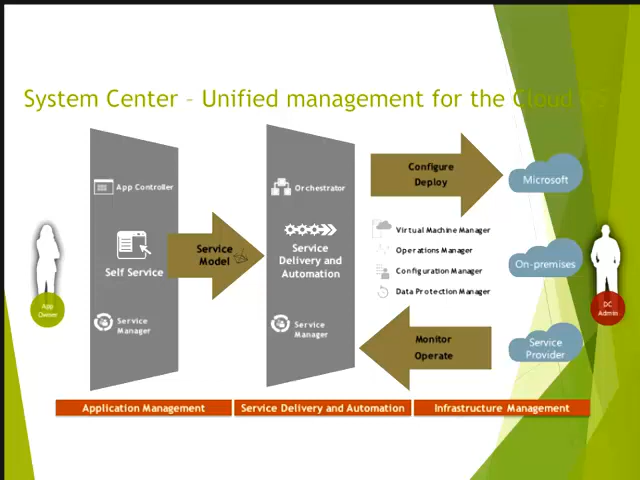 System Center – Unified management for the Cloud OS
App Controller
Self Service
Service
Manager
App
Owner
Service
Model
Orchestrator
Service
Delivery and
Automation
Service
Manager
Configure
Deploy
Virtual Machine Manager
Operations Manager
Configuration Manager
Data Protection Manager
Monitor
Operate
Microsoft
On-premises
Service
Provider
DC
Admin
Application Management
Service Delivery and Automation
Infrastructure Management